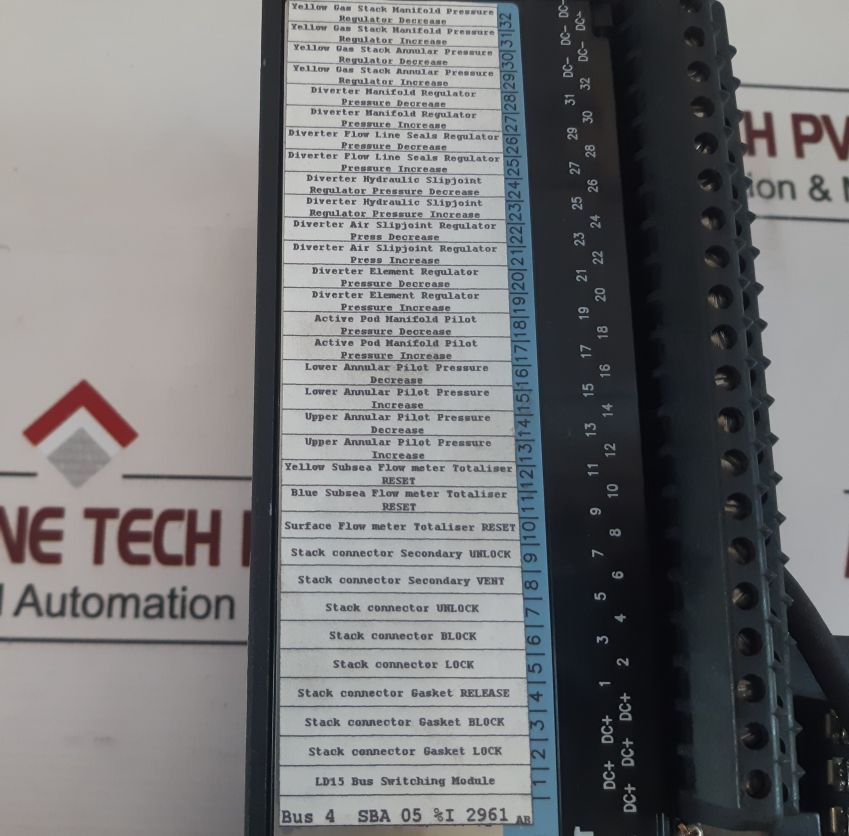 Yellow Gas Stack Manifold Pressure
Regulator Decrease
Yellow Gas Stack Manifold Pressure
Regulator Increase
Yellow Gas Stack Annular Pressure
Regulator Decrease
Yellow Gas Stack Annular Pressure
Regulator Increase
Diverter Manifold Regulator
Pressure Decrease
Diverter Manifold Regulator
Pressure Increase
Diverter Flow Line Seals Regulator
Pressure Decrease
Diverter Flow Line Seals Regulator
Pressure Increase
Diverter Hydraulic Slipjoint
Regulator Pressure Decrease
Diverter Hydraulic Slipjoint
Regulator Pressure Increase
Diverter Air Slipjoint Regulator
Press Decrease
Diverter Air Slipjoint Regulator
Press Increase
Diverter Element Regulator
Pressure Decrease
Diverter Element Regulator
Pressure Increase
Active Pod Manifold Pilot
Pressure Decrease
Active Pod Manifold Pilot
Pressure Increase
Lower Annular Pilot Pressure
Decrease
Lower Annular Pilot Pressure
Increase
Upper Annular Pilot Pressure
Decrease
Upper Annular Pilot Pressure
Increase
Yellow Subsea Flow meter Totaliser
RESET
Blue Subsea Flow meter Totaliser
RESET
Surface Flow meter Totaliser RESET
Stack connector Secondary UNLOCK
Stack connector Secondary VENT
Stack connector UNLOCK
Stack connector BLOCK
Stack connector LOCK
Stack connector Gasket RELEASE
Stack connector Gasket BLOCK
Stack connector Gasket LOCK
LD15 Bus Switching Module
Bus 4 SBA 05 %I 2961 AB
1 2 3 4 5 6 7 8 9 10 11 12 13 14 15 16 17 18 19 20 21 22 23 24 25 26 27 28 29 30 31 32
DC+ DC+ 1 3 5 7 9 11 13 15 17 19 21 23 25 27 29 31 DC- DC- DC-
DC+ DC+ DC+ 2 4 6 8 10 12 14 16 18 20 22 24 26 28 30 32 DC- DC-
NE TECH
Automation
H PV
ion &